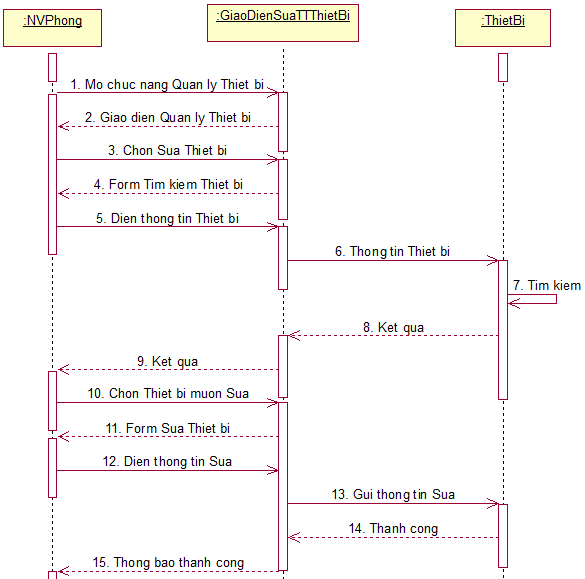 :NVPhong
:GiaoDienSuaTTThietBi
:ThietBi
1. Mo chuc nang Quan ly Thiet bi
2. Giao dien Quan ly Thiet bi
3. Chon Sua Thiet bi
4. Form Tim kiem Thiet bi
5. Dien thong tin Thiet bi
6. Thong tin Thiet bi
7. Tim kiem
8. Ket qua
9. Ket qua
10. Chon Thiet bi muon Sua
11. Form Sua Thiet bi
12. Dien thong tin Sua
13. Gui thong tin Sua
14. Thanh cong
15. Thong bao thanh cong